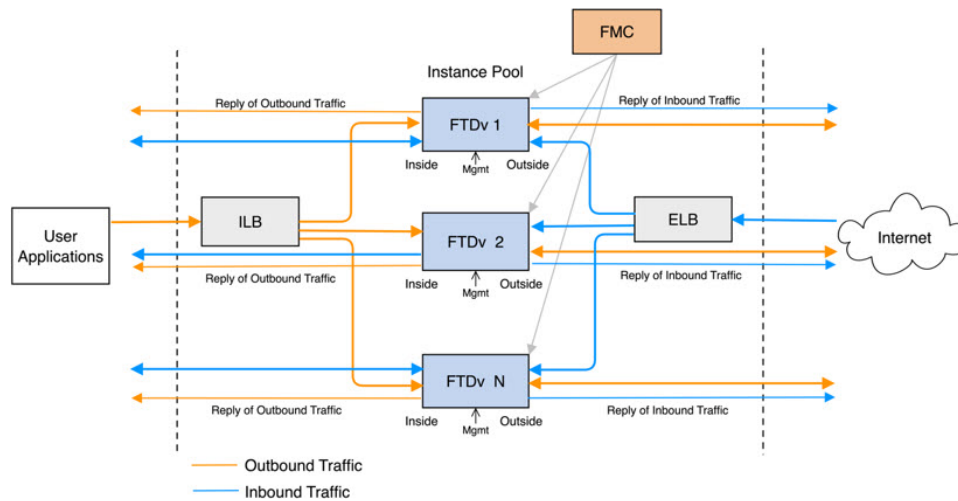 FMC
Instance Pool
Reply of Outbound Traffic
FTDv 1
Reply of Inbound Traffic
Inside
Mgmt
Outside
User
Applications
ILB
FTDv 2
ELB
Internet
Reply of Outbound Traffic
Inside
Mgmt
Outside
Reply of Inbound Traffic
FTDv N
Reply of Outbound Traffic
Inside
Mgmt
Outside
Reply of Inbound Traffic
Outbound Traffic
Inbound Traffic